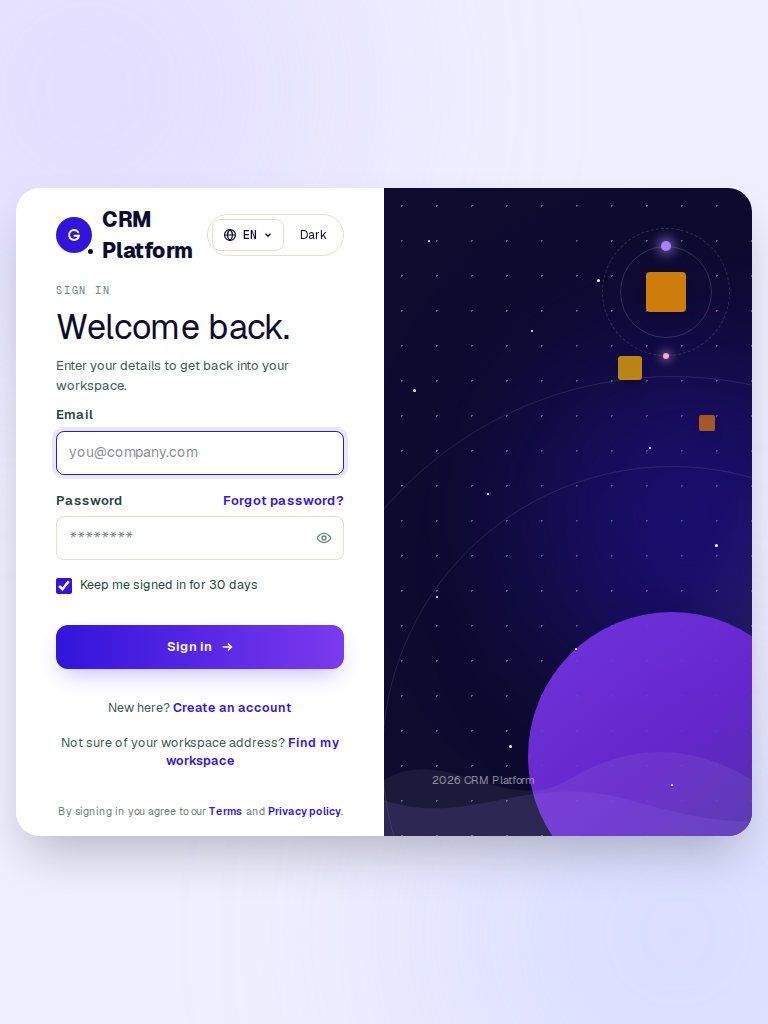 G
CRM
Platform
EN
Dark
SIGN IN
Welcome back.
Enter your details to get back into your
workspace.
Email
you@company.com
Password
Forgot password?
********
Keep me signed in for 30 days
Sign in →
New here? Create an account
Not sure of your workspace address? Find my
workspace
By signing in you agree to our Terms and Privacy policy.
2026 CRM Platform